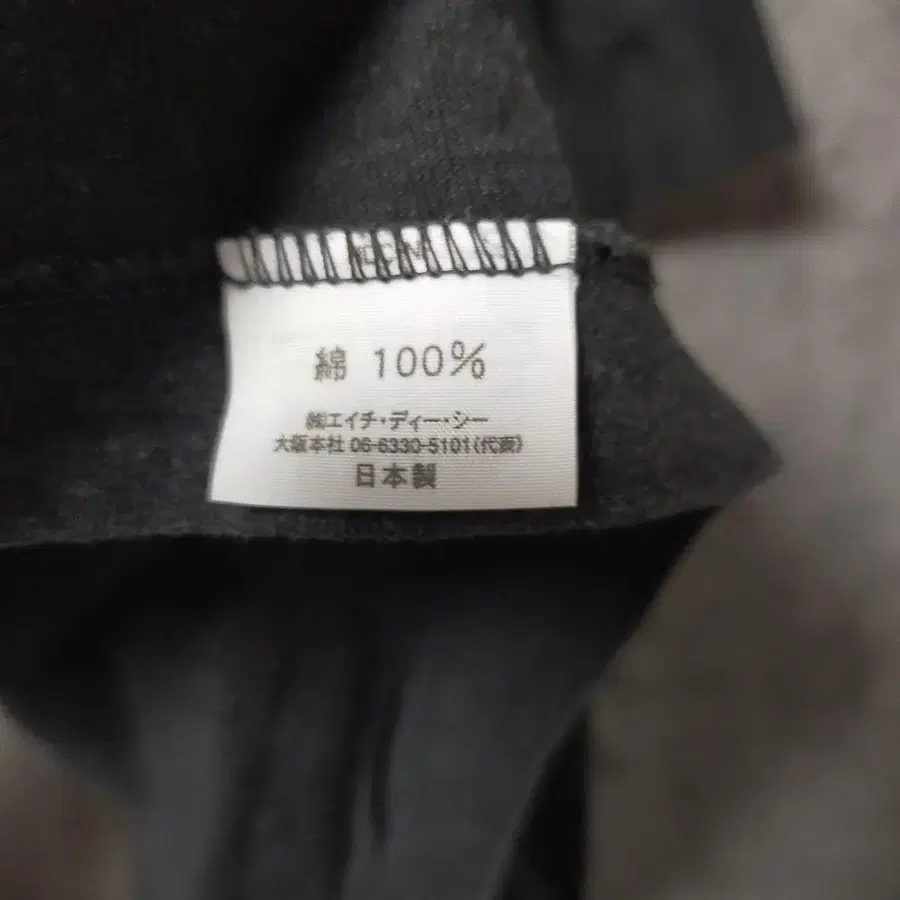 綿 100%
㈱エイチ・ディー・シー
大阪本社 06-6330-5101(代表)
日本製